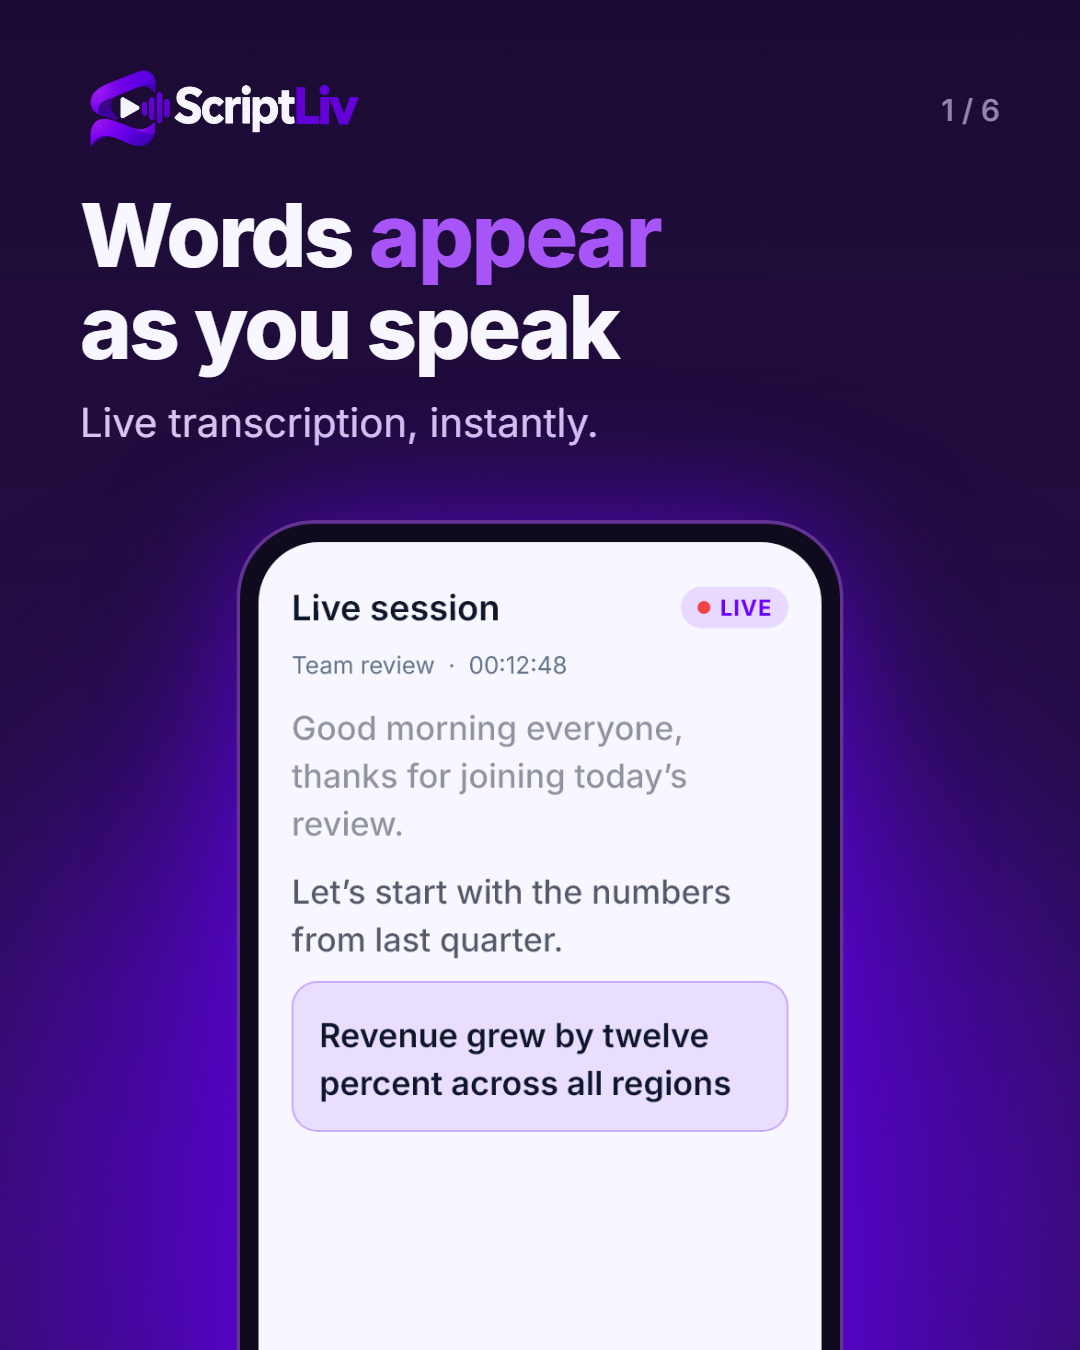 ScriptLiv
1 / 6
Words appear
as you speak
Live transcription, instantly.
Live session
LIVE
Team review · 00:12:48
Good morning everyone,
thanks for joining today’s
review.
Let’s start with the numbers
from last quarter.
Revenue grew by twelve
percent across all regions